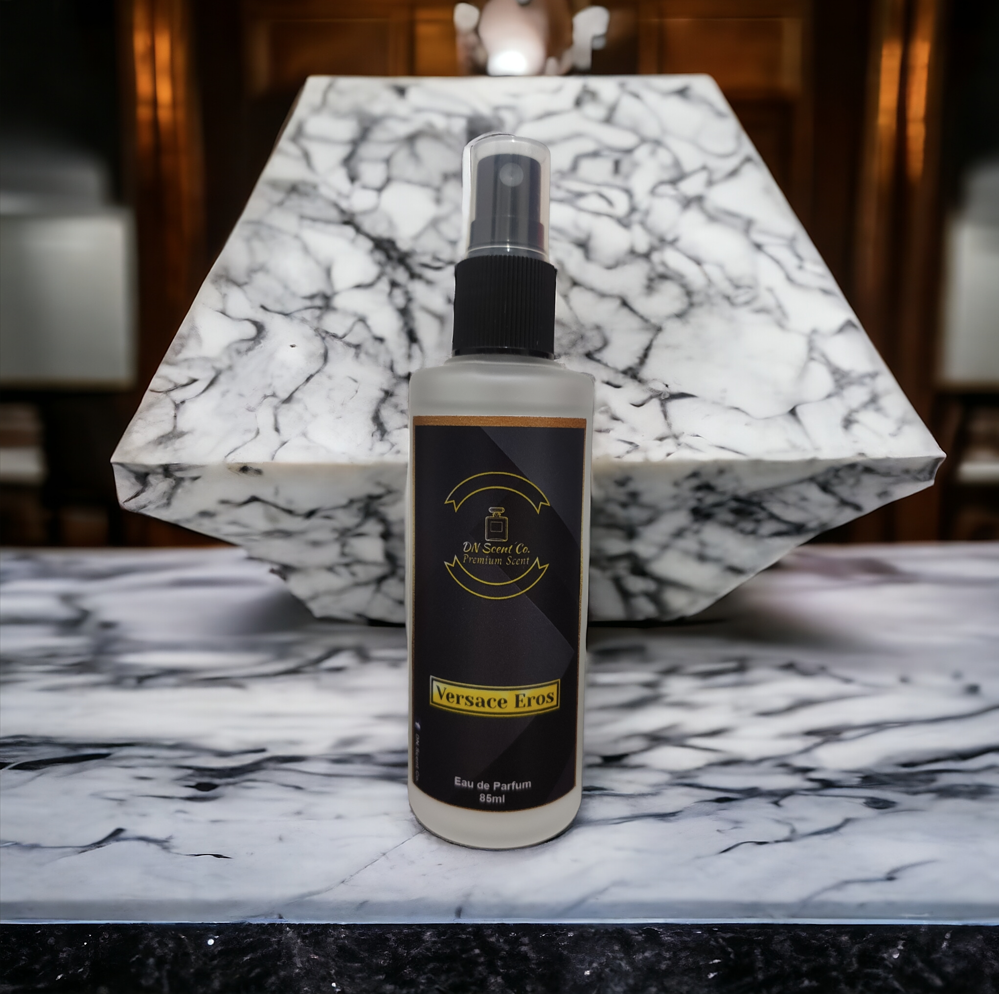 DN Scent Co.
Premium Scent
Versace Eros
Eau de Parfum
85ml